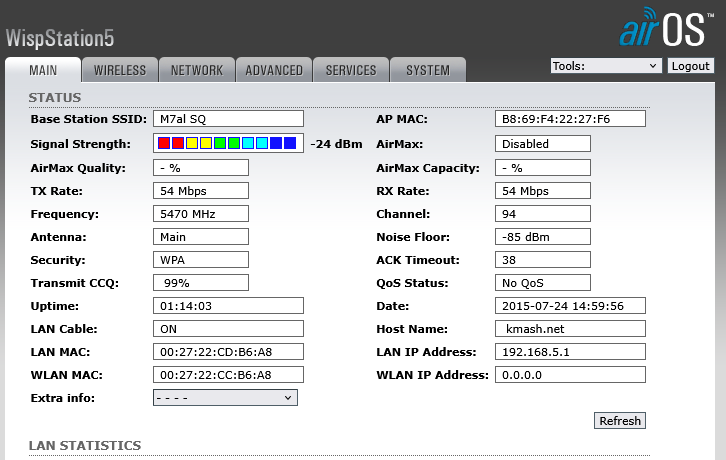 WispStation5
airOS™
MAIN WIRELESS NETWORK ADVANCED SERVICES SYSTEM Tools: Logout
STATUS
Base Station SSID: M7al SQ AP MAC: B8:69:F4:22:27:F6
Signal Strength: -24 dBm AirMax: Disabled
AirMax Quality: - % AirMax Capacity: - %
TX Rate: 54 Mbps RX Rate: 54 Mbps
Frequency: 5470 MHz Channel: 94
Antenna: Main Noise Floor: -85 dBm
Security: WPA ACK Timeout: 38
Transmit CCQ: 99% QoS Status: No QoS
Uptime: 01:14:03 Date: 2015-07-24 14:59:56
LAN Cable: ON Host Name: kmash.net
LAN MAC: 00:27:22:CD:B6:A8 LAN IP Address: 192.168.5.1
WLAN MAC: 00:27:22:CC:B6:A8 WLAN IP Address: 0.0.0.0
Extra info: - - - -
Refresh
LAN STATISTICS